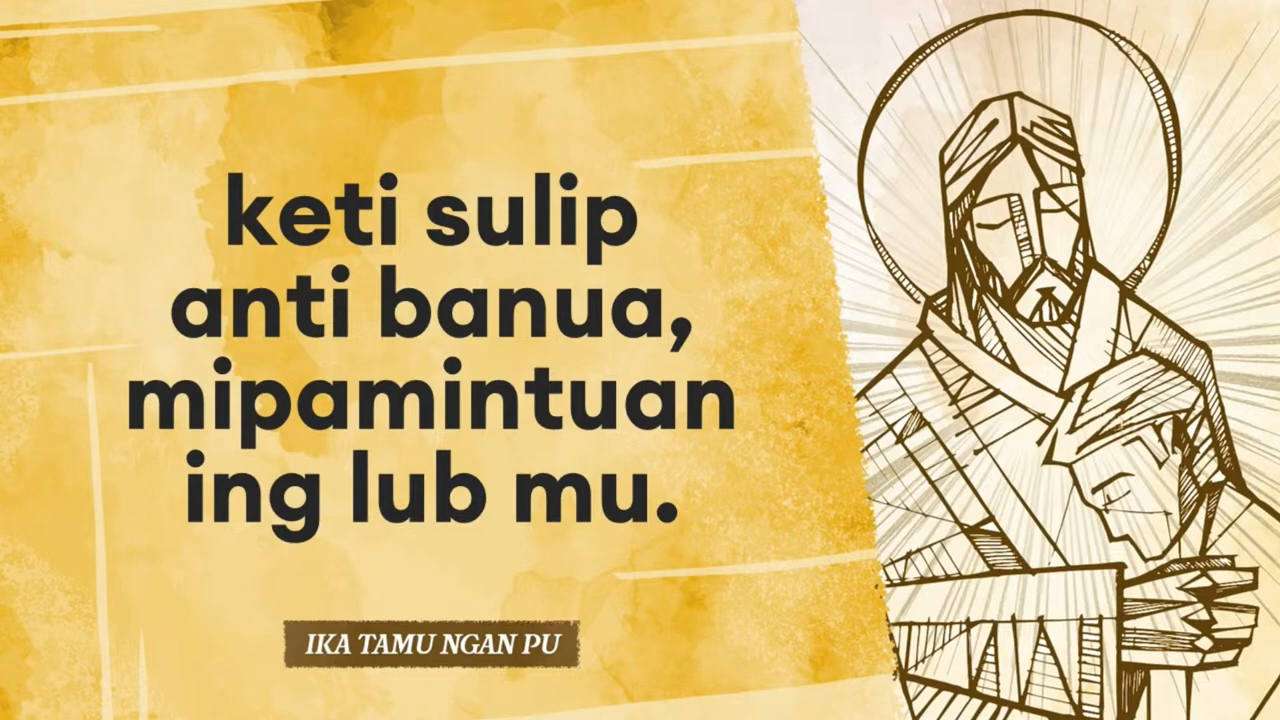 keti sulip
anti banua,
mipamintuan
ing lub mu.
IKA TAMU NGAN PU